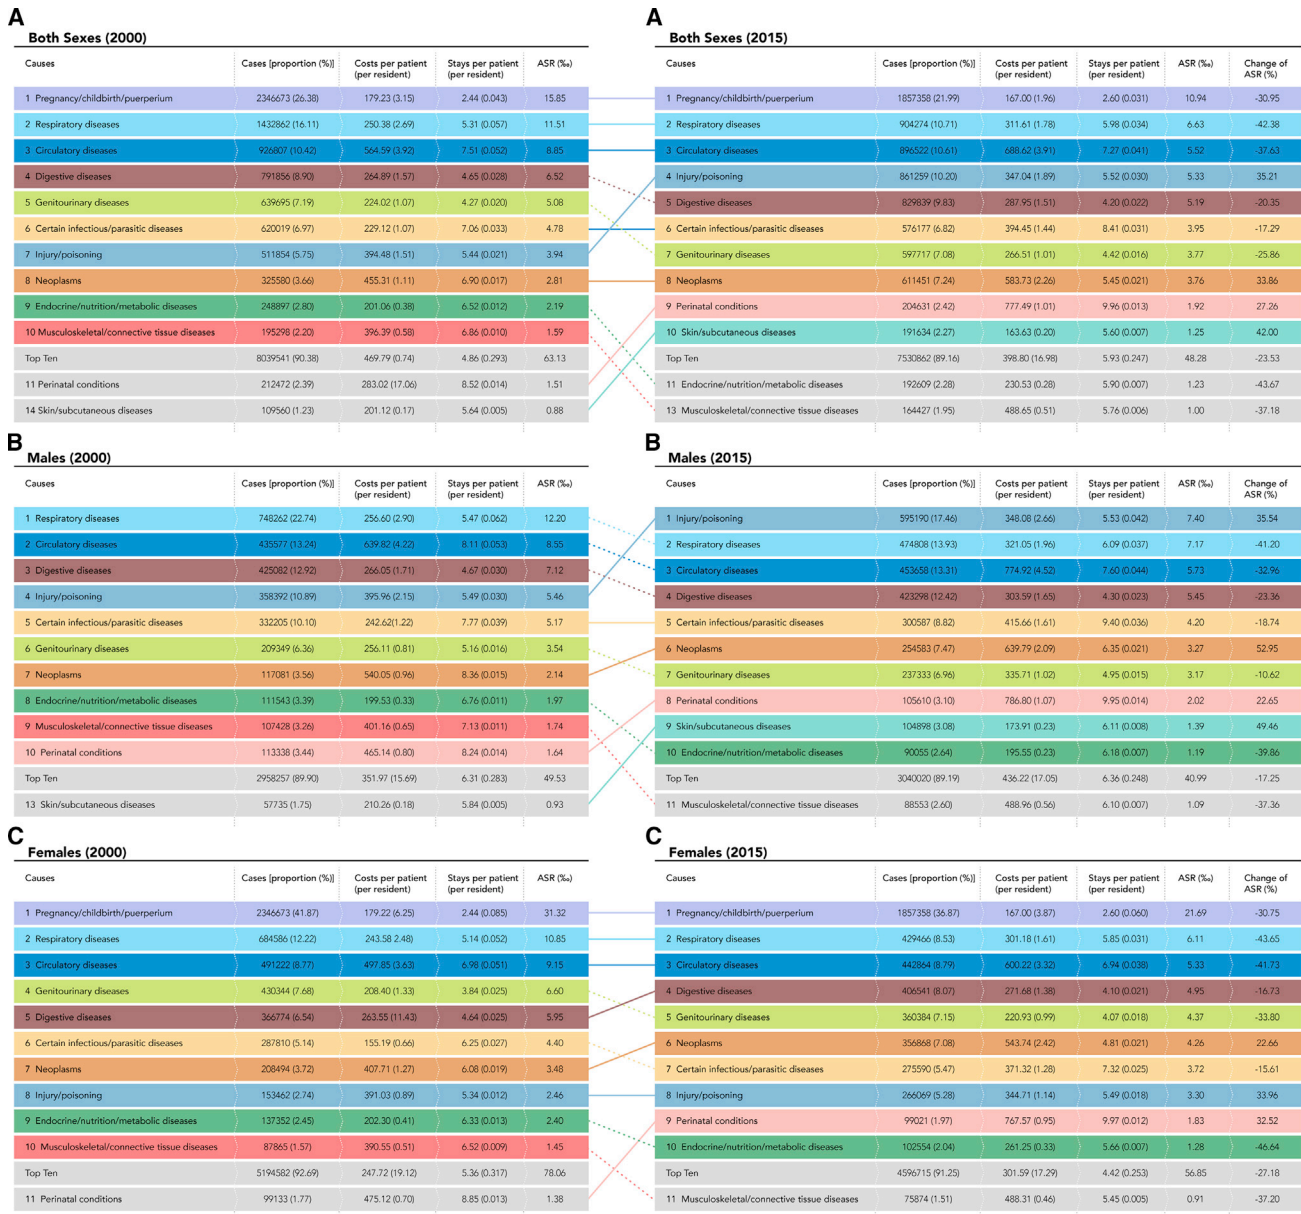 A
Both Sexes (2000)
Causes Cases [proportion (%)] Costs per patient (per resident) Stays per patient (per resident) ASR (‰)
1 Pregnancy/childbirth/puerperium 2346673 (26.38) 179.23 (3.15) 2.44 (0.043) 15.85
2 Respiratory diseases 1432862 (16.11) 250.38 (2.69) 5.31 (0.057) 11.51
3 Circulatory diseases 926807 (10.42) 564.59 (3.92) 7.51 (0.052) 8.85
4 Digestive diseases 791856 (8.90) 264.89 (1.57) 4.65 (0.028) 6.52
5 Genitourinary diseases 639695 (7.19) 224.02 (1.07) 4.27 (0.020) 5.08
6 Certain infectious/parasitic diseases 620019 (6.97) 229.12 (1.07) 7.06 (0.033) 4.78
7 Injury/poisoning 511854 (5.75) 394.48 (1.51) 5.44 (0.021) 3.94
8 Neoplasms 325580 (3.66) 455.31 (1.11) 6.90 (0.017) 2.81
9 Endocrine/nutrition/metabolic diseases 248897 (2.80) 201.06 (0.38) 6.52 (0.012) 2.19
10 Musculoskeletal/connective tissue diseases 195298 (2.20) 396.39 (0.58) 6.86 (0.010) 1.59
Top Ten 8039541 (90.38) 469.79 (0.74) 4.86 (0.293) 63.13
11 Perinatal conditions 212472 (2.39) 283.02 (17.06) 8.52 (0.014) 1.51
14 Skin/subcutaneous diseases 109560 (1.23) 201.12 (0.17) 5.64 (0.005) 0.88
A
Both Sexes (2015)
Causes Cases [proportion (%)] Costs per patient (per resident) Stays per patient (per resident) ASR (‰) Change of ASR (%)
1 Pregnancy/childbirth/puerperium 1857358 (21.99) 167.00 (1.96) 2.60 (0.031) 10.94 -30.95
2 Respiratory diseases 904274 (10.71) 311.61 (1.78) 5.98 (0.034) 6.63 -42.38
3 Circulatory diseases 896522 (10.61) 688.62 (3.91) 7.27 (0.041) 5.52 -37.63
4 Injury/poisoning 861259 (10.20) 347.04 (1.89) 5.52 (0.030) 5.33 35.21
5 Digestive diseases 829839 (9.83) 287.95 (1.51) 4.20 (0.022) 5.19 -20.35
6 Certain infectious/parasitic diseases 576177 (6.82) 394.45 (1.44) 8.41 (0.031) 3.95 -17.29
7 Genitourinary diseases 597717 (7.08) 266.51 (1.01) 4.42 (0.016) 3.77 -25.86
8 Neoplasms 611451 (7.24) 583.73 (2.26) 5.45 (0.021) 3.76 33.86
9 Perinatal conditions 204631 (2.42) 777.49 (1.01) 9.96 (0.013) 1.92 27.26
10 Skin/subcutaneous diseases 191634 (2.27) 163.63 (0.20) 5.60 (0.007) 1.25 42.00
Top Ten 7530862 (89.16) 398.80 (16.98) 5.93 (0.247) 48.28 -23.53
11 Endocrine/nutrition/metabolic diseases 192609 (2.28) 230.53 (0.28) 5.90 (0.007) 1.23 -43.67
13 Musculoskeletal/connective tissue diseases 164427 (1.95) 488.65 (0.51) 5.76 (0.006) 1.00 -37.18
B
Males (2000)
Causes Cases [proportion (%)] Costs per patient (per resident) Stays per patient (per resident) ASR (‰)
1 Respiratory diseases 748262 (22.74) 256.60 (2.90) 5.47 (0.062) 12.20
2 Circulatory diseases 435577 (13.24) 639.82 (4.22) 8.11 (0.053) 8.55
3 Digestive diseases 425082 (12.92) 266.05 (1.71) 4.67 (0.030) 7.12
4 Injury/poisoning 358392 (10.89) 395.96 (2.15) 5.49 (0.030) 5.46
5 Certain infectious/parasitic diseases 332205 (10.10) 242.62(1.22) 7.77 (0.039) 5.17
6 Genitourinary diseases 209349 (6.36) 256.11 (0.81) 5.16 (0.016) 3.54
7 Neoplasms 117081 (3.56) 540.05 (0.96) 8.36 (0.015) 2.14
8 Endocrine/nutrition/metabolic diseases 111543 (3.39) 199.53 (0.33) 6.76 (0.011) 1.97
9 Musculoskeletal/connective tissue diseases 107428 (3.26) 401.16 (0.65) 7.13 (0.011) 1.74
10 Perinatal conditions 113338 (3.44) 465.14 (0.80) 8.24 (0.014) 1.64
Top Ten 2958257 (89.90) 351.97 (15.69) 6.31 (0.283) 49.53
13 Skin/subcutaneous diseases 57735 (1.75) 210.26 (0.18) 5.84 (0.005) 0.93
B
Males (2015)
Causes Cases [proportion (%)] Costs per patient (per resident) Stays per patient (per resident) ASR (‰) Change of ASR (%)
1 Injury/poisoning 595190 (17.46) 348.08 (2.66) 5.53 (0.042) 7.40 35.54
2 Respiratory diseases 474808 (13.93) 321.05 (1.96) 6.09 (0.037) 7.17 -41.20
3 Circulatory diseases 453658 (13.31) 774.92 (4.52) 7.60 (0.044) 5.73 -32.96
4 Digestive diseases 423298 (12.42) 303.59 (1.65) 4.30 (0.023) 5.45 -23.36
5 Certain infectious/parasitic diseases 300587 (8.82) 415.66 (1.61) 9.40 (0.036) 4.20 -18.74
6 Neoplasms 254583 (7.47) 639.79 (2.09) 6.35 (0.021) 3.27 52.95
7 Genitourinary diseases 237333 (6.96) 335.71 (1.02) 4.95 (0.015) 3.17 -10.62
8 Perinatal conditions 105610 (3.10) 786.80 (1.07) 9.95 (0.014) 2.02 22.65
9 Skin/subcutaneous diseases 104898 (3.08) 173.91 (0.23) 6.11 (0.008) 1.39 49.46
10 Endocrine/nutrition/metabolic diseases 90055 (2.64) 195.55 (0.23) 6.18 (0.007) 1.19 -39.86
Top Ten 3040020 (89.19) 436.22 (17.05) 6.36 (0.248) 40.99 -17.25
11 Musculoskeletal/connective tissue diseases 88553 (2.60) 488.96 (0.56) 6.10 (0.007) 1.09 -37.36
C
Females (2000)
Causes Cases [proportion (%)] Costs per patient (per resident) Stays per patient (per resident) ASR (‰)
1 Pregnancy/childbirth/puerperium 2346673 (41.87) 179.22 (6.25) 2.44 (0.085) 31.32
2 Respiratory diseases 684586 (12.22) 243.58 2.48) 5.14 (0.052) 10.85
3 Circulatory diseases 491222 (8.77) 497.85 (3.63) 6.98 (0.051) 9.15
4 Genitourinary diseases 430344 (7.68) 208.40 (1.33) 3.84 (0.025) 6.60
5 Digestive diseases 366774 (6.54) 263.55 (11.43) 4.64 (0.025) 5.95
6 Certain infectious/parasitic diseases 287810 (5.14) 155.19 (0.66) 6.25 (0.027) 4.40
7 Neoplasms 208494 (3.72) 407.71 (1.27) 6.08 (0.019) 3.48
8 Injury/poisoning 153462 (2.74) 391.03 (0.89) 5.34 (0.012) 2.46
9 Endocrine/nutrition/metabolic diseases 137352 (2.45) 202.30 (0.41) 6.33 (0.013) 2.40
10 Musculoskeletal/connective tissue diseases 87865 (1.57) 390.55 (0.51) 6.52 (0.009) 1.45
Top Ten 5194582 (92.69) 247.72 (19.12) 5.36 (0.317) 78.06
11 Perinatal conditions 99133 (1.77) 475.12 (0.70) 8.85 (0.013) 1.38
C
Females (2015)
Causes Cases [proportion (%)] Costs per patient (per resident) Stays per patient (per resident) ASR (‰) Change of ASR (%)
1 Pregnancy/childbirth/puerperium 1857358 (36.87) 167.00 (3.87) 2.60 (0.060) 21.69 -30.75
2 Respiratory diseases 429466 (8.53) 301.18 (1.61) 5.85 (0.031) 6.11 -43.65
3 Circulatory diseases 442864 (8.79) 600.22 (3.32) 6.94 (0.038) 5.33 -41.73
4 Digestive diseases 406541 (8.07) 271.68 (1.38) 4.10 (0.021) 4.95 -16.73
5 Genitourinary diseases 360384 (7.15) 220.93 (0.99) 4.07 (0.018) 4.37 -33.80
6 Neoplasms 356868 (7.08) 543.74 (2.42) 4.81 (0.021) 4.26 22.66
7 Certain infectious/parasitic diseases 275590 (5.47) 371.32 (1.28) 7.32 (0.025) 3.72 -15.61
8 Injury/poisoning 266069 (5.28) 344.71 (1.14) 5.49 (0.018) 3.30 33.96
9 Perinatal conditions 99021 (1.97) 767.57 (0.95) 9.97 (0.012) 1.83 32.52
10 Endocrine/nutrition/metabolic diseases 102554 (2.04) 261.25 (0.33) 5.66 (0.007) 1.28 -46.64
Top Ten 4596715 (91.25) 301.59 (17.29) 4.42 (0.253) 56.85 -27.18
11 Musculoskeletal/connective tissue diseases 75874 (1.51) 488.31 (0.46) 5.45 (0.005) 0.91 -37.20